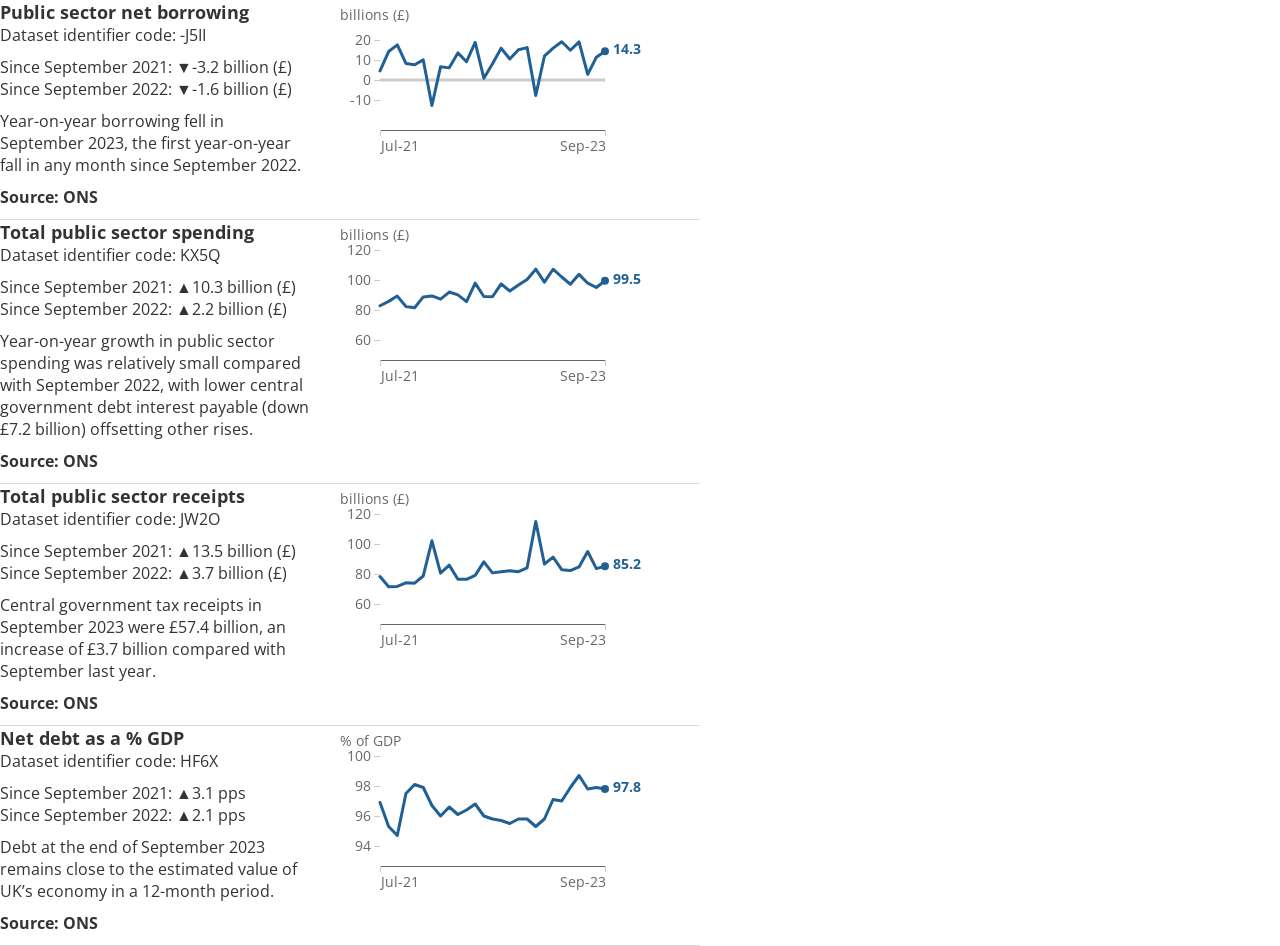 Public sector net borrowing
Dataset identifier code: -J5II
Since September 2021: ▼-3.2 billion (£)
Since September 2022: ▼-1.6 billion (£)
Year-on-year borrowing fell in
September 2023, the first year-on-year
fall in any month since September 2022.
Source: ONS
billions (£)
20
10
0
-10
14.3
Jul-21
Sep-23
Total public sector spending
Dataset identifier code: KX5Q
Since September 2021: ▲10.3 billion (£)
Since September 2022: ▲2.2 billion (£)
Year-on-year growth in public sector
spending was relatively small compared
with September 2022, with lower central
government debt interest payable (down
£7.2 billion) offsetting other rises.
Source: ONS
billions (£)
120
100
80
60
99.5
Jul-21
Sep-23
Total public sector receipts
Dataset identifier code: JW2O
Since September 2021: ▲13.5 billion (£)
Since September 2022: ▲3.7 billion (£)
Central government tax receipts in
September 2023 were £57.4 billion, an
increase of £3.7 billion compared with
September last year.
Source: ONS
billions (£)
120
100
80
60
85.2
Jul-21
Sep-23
Net debt as a % GDP
Dataset identifier code: HF6X
Since September 2021: ▲3.1 pps
Since September 2022: ▲2.1 pps
Debt at the end of September 2023
remains close to the estimated value of
UK’s economy in a 12-month period.
Source: ONS
% of GDP
100
98
96
94
97.8
Jul-21
Sep-23